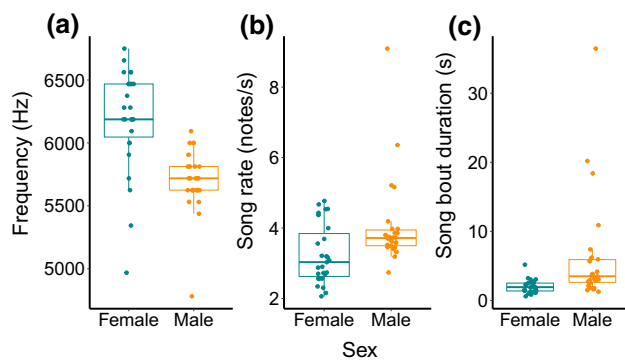 (a)
Frequency (Hz)
6500
6000
5500
5000
Female Male
(b)
Song rate (notes/s)
8
6
4
2
Female Male
(c)
Song bout duration (s)
30
20
10
0
Female Male
Sex